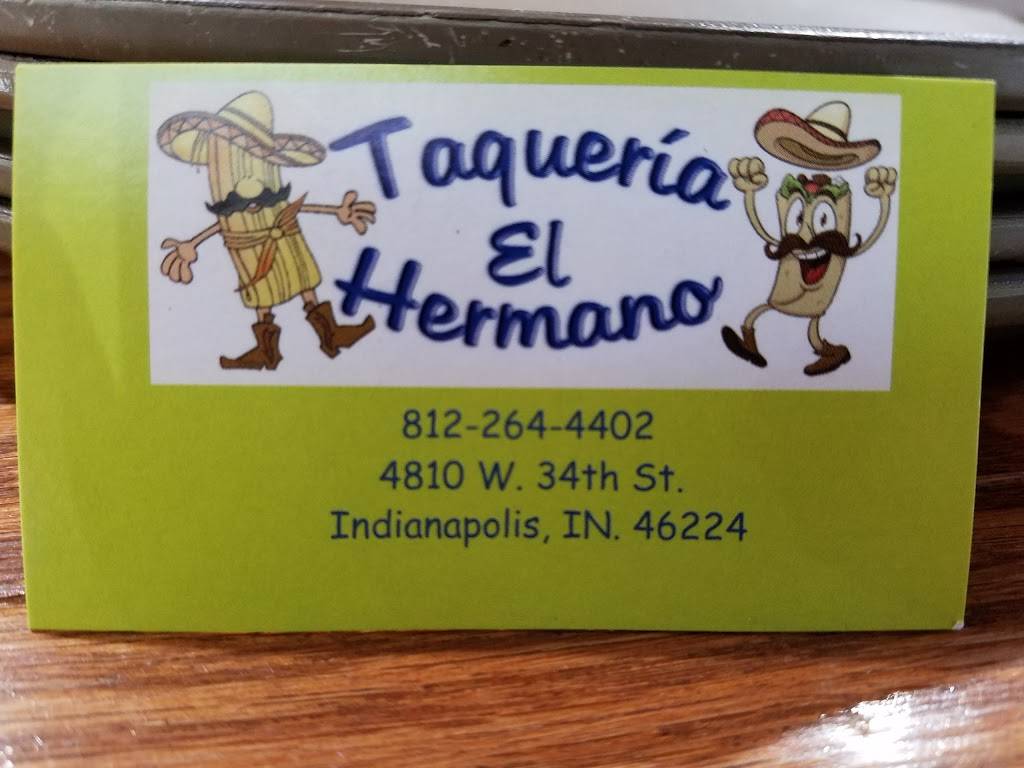 Taquería
El
Hermano
812-264-4402
4810 W. 34th St.
Indianapolis, IN. 46224